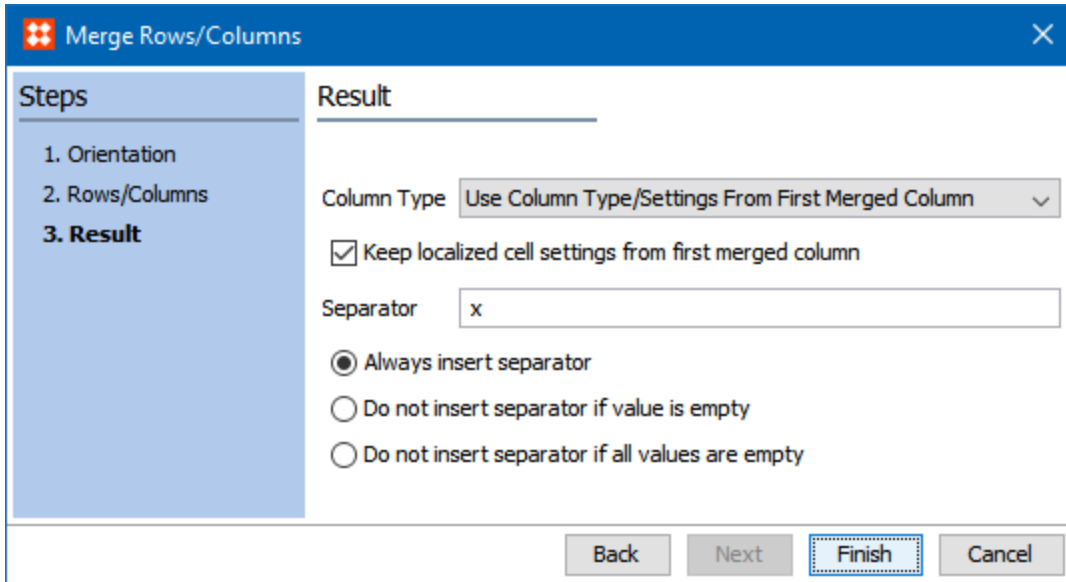 Merge Rows/Columns
Steps
1. Orientation
2. Rows/Columns
3. Result
Result
Column Type Use Column Type/Settings From First Merged Column
Keep localized cell settings from first merged column
Separator x
Always insert separator
Do not insert separator if value is empty
Do not insert separator if all values are empty
Back Next Finish Cancel